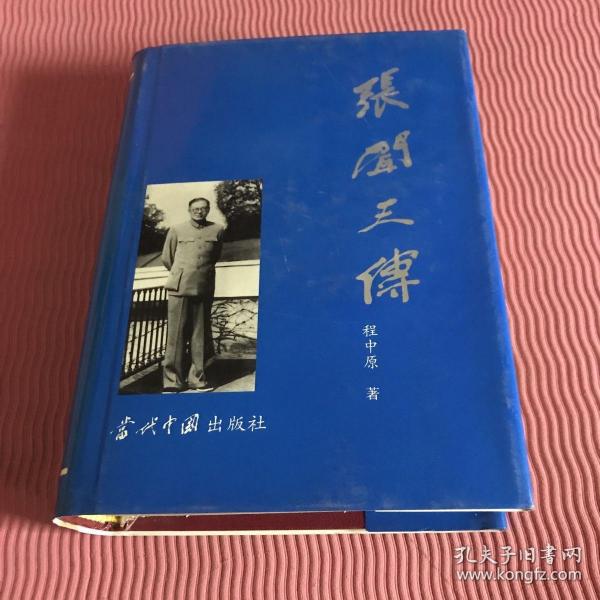 張聞天傳
程中原 著
當代中國出版社
孔夫子旧书网
www.kongfz.com